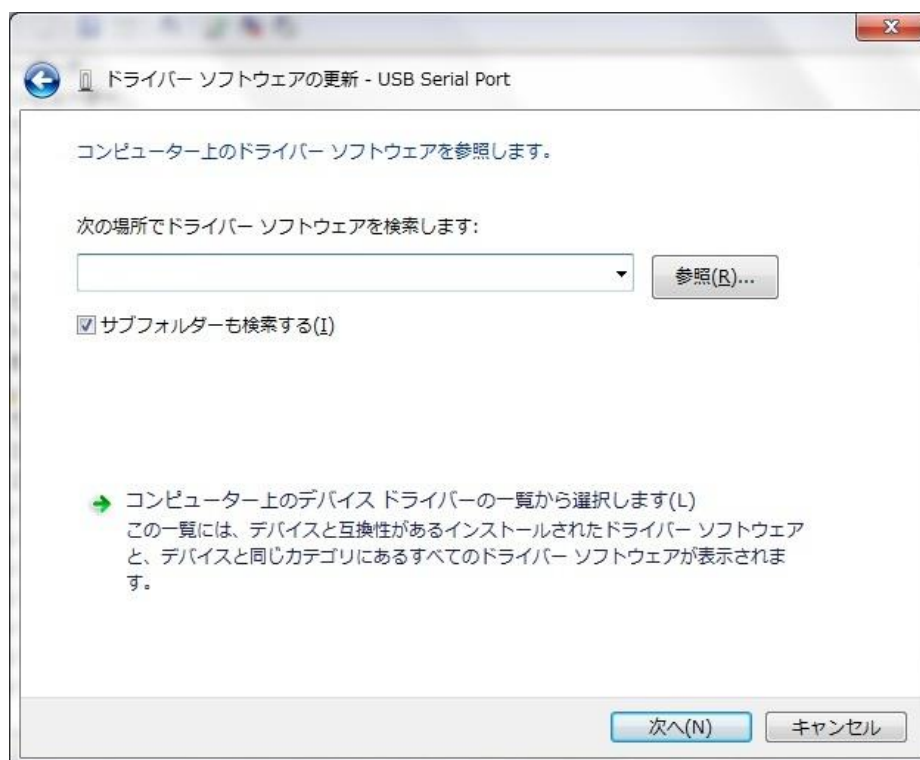 ドライバー ソフトウェアの更新 - USB Serial Port
コンピューター上のドライバー ソフトウェアを参照します。
次の場所でドライバー ソフトウェアを検索します:
参照(R)...
サブフォルダーも検索する(I)
コンピューター上のデバイス ドライバーの一覧から選択します(L)
この一覧には、デバイスと互換性があるインストールされたドライバー ソフトウェア
と、デバイスと同じカテゴリにあるすべてのドライバー ソフトウェアが表示されま
す。
次へ(N) キャンセル